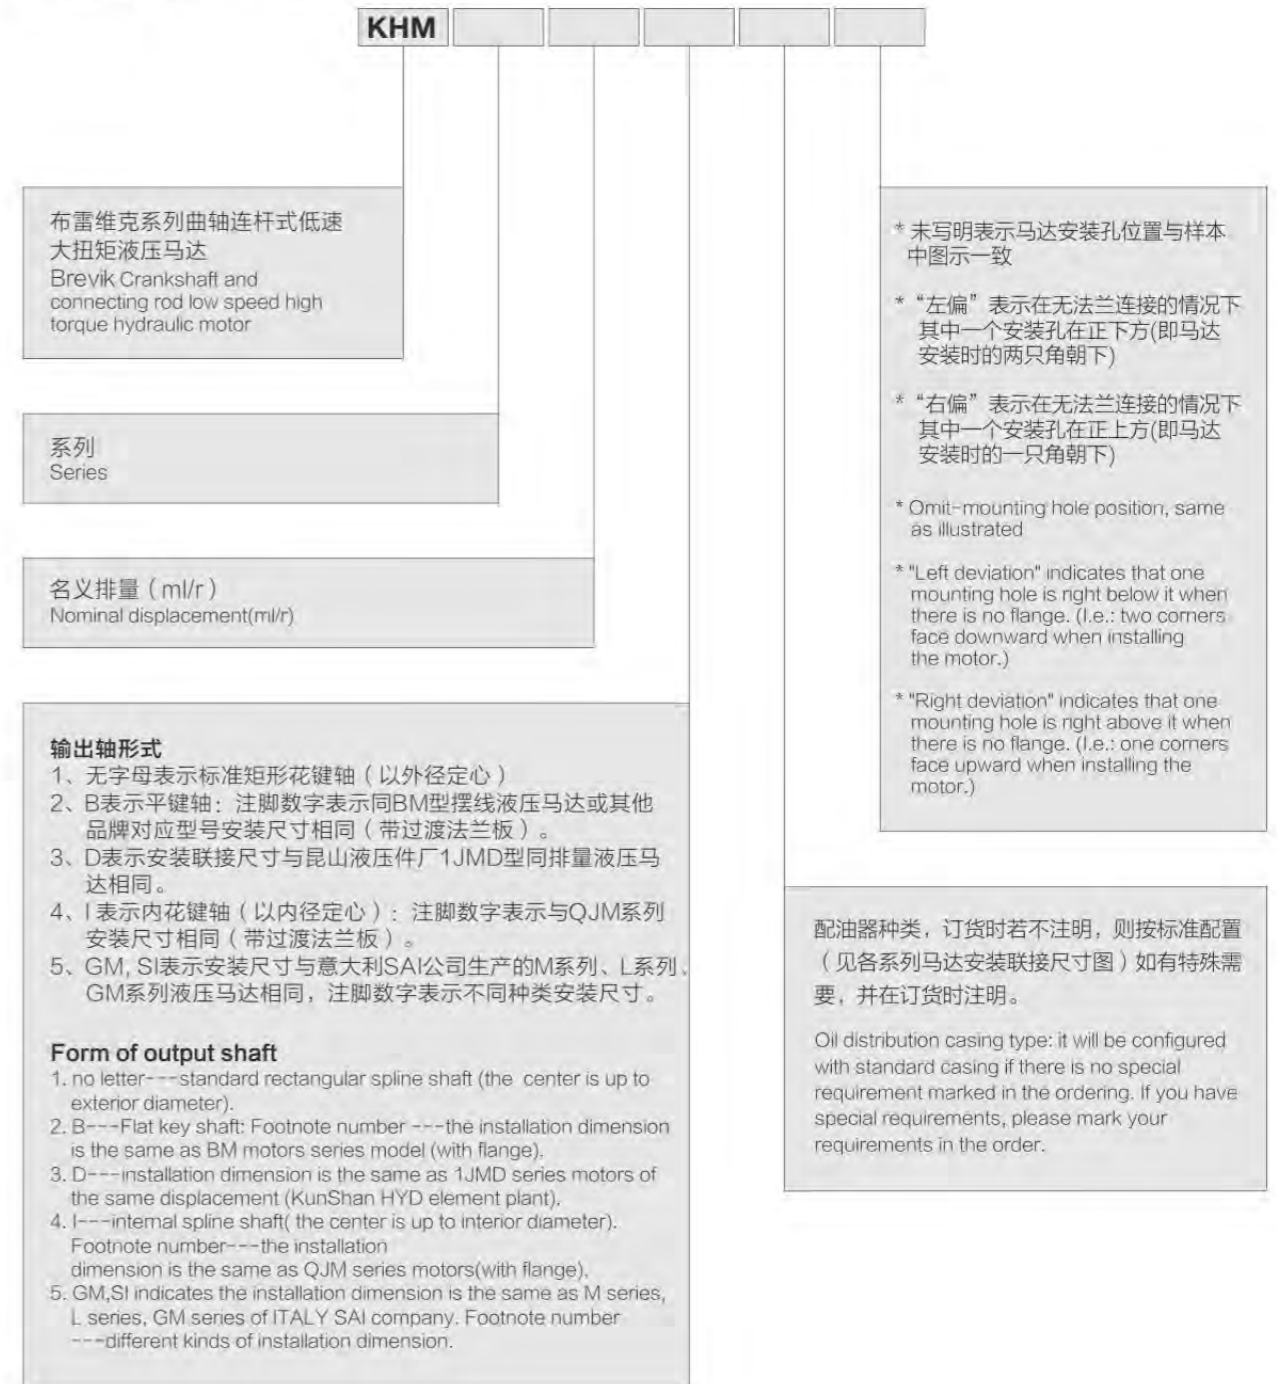 KHM
布雷维克系列曲轴连杆式低速
大扭矩液压马达
Brevik Crankshaft and
connecting rod low speed high
torque hydraulic motor
系列
Series
名义排量（ml/r）
Nominal displacement(ml/r)
输出轴形式
1、无字母表示标准矩形花键轴（以外径定心）
2、B表示平键轴：注脚数字表示同BM型摆线液压马达或其他
品牌对应型号安装尺寸相同（带过渡法兰板）。
3、D表示安装联接尺寸与昆山液压件厂1JMD型同排量液压马
达相同。
4、I表示内花键轴（以内径定心）：注脚数字表示与QJM系列
安装尺寸相同（带过渡法兰板）。
5、GM, SI表示安装尺寸与意大利SAI公司生产的M系列、L系列、
GM系列液压马达相同，注脚数字表示不同种类安装尺寸。
Form of output shaft
1. no letter---standard rectangular spline shaft (the center is up to
exterior diameter).
2. B---Flat key shaft: Footnote number ---the installation dimension
is the same as BM motors series model (with flange).
3. D---installation dimension is the same as 1JMD series motors of
the same displacement (KunShan HYD element plant).
4. I---internal spline shaft( the center is up to interior diameter).
Footnote number---the installation
dimension is the same as QJM series motors(with flange).
5. GM,SI indicates the installation dimension is the same as M series,
L series, GM series of ITALY SAI company. Footnote number
---different kinds of installation dimension.
* 未写明表示马达安装孔位置与样本
中图示一致
* “左偏”表示在无法兰连接的情况下
其中一个安装孔在正下方(即马达
安装时的两只角朝下)
* “右偏”表示在无法兰连接的情况下
其中一个安装孔在正上方(即马达
安装时的一只角朝下)
* Omit-mounting hole position, same
as illustrated
* "Left deviation" indicates that one
mounting hole is right below it when
there is no flange. (I.e.: two corners
face downward when installing
the motor.)
* "Right deviation" indicates that one
mounting hole is right above it when
there is no flange. (I.e.: one corners
face upward when installing the
motor.)
配油器种类，订货时若不注明，则按标准配置
（见各系列马达安装联接尺寸图）如有特殊需
要，并在订货时注明。
Oil distribution casing type: it will be configured
with standard casing if there is no special
requirement marked in the ordering. If you have
special requirements, please mark your
requirements in the order.